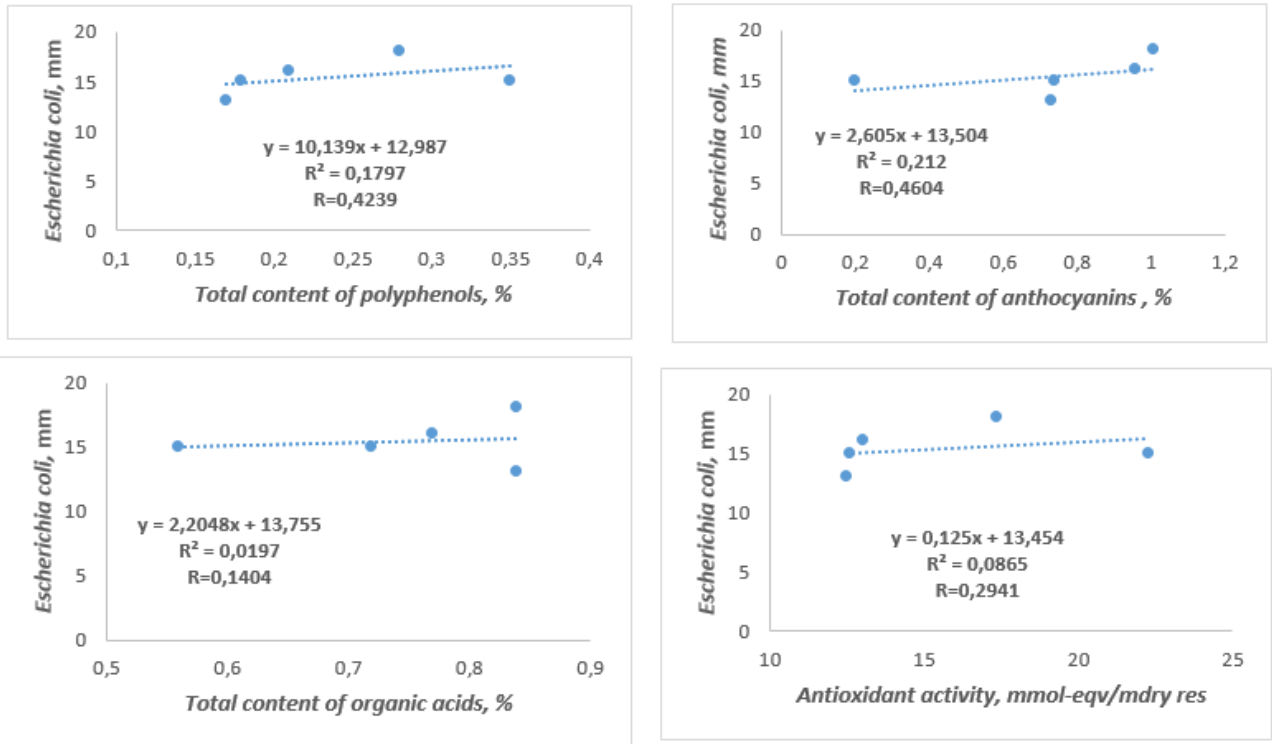 20
15
10
5
0
Escherichia coli, mm
y = 10,139x + 12,987
R² = 0,1797
R=0,4239
0,1 0,15 0,2 0,25 0,3 0,35 0,4
Total content of polyphenols, %
20
15
10
5
0
Escherichia coli, mm
y = 2,605x + 13,504
R² = 0,212
R=0,4604
0 0,2 0,4 0,6 0,8 1 1,2
Total content of anthocyanins , %
20
15
10
5
0
Escherichia coli, mm
y = 2,2048x + 13,755
R² = 0,0197
R=0,1404
0,5 0,6 0,7 0,8 0,9
Total content of organic acids, %
20
15
10
5
0
Escherichia coli, mm
y = 0,125x + 13,454
R² = 0,0865
R=0,2941
10 15 20 25
Antioxidant activity, mmol-eqv/mdry res